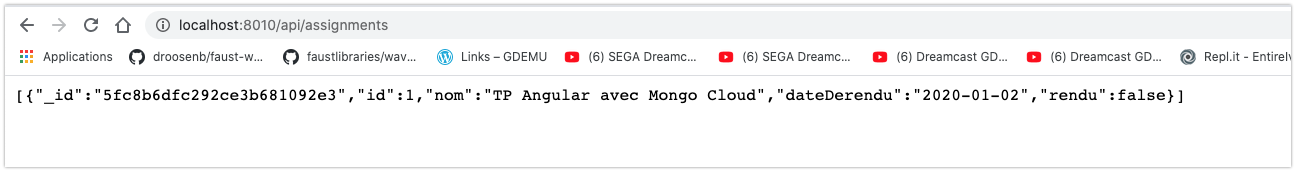 localhost:8010/api/assignments
Applications droosenb/faust-w... faustlibraries/wav... Links – GDEMU (6) SEGA Dreamc... (6) SEGA Dreamc... (6) Dreamcast GD... (6) Dreamcast GD... Repl.it - Entirely
[{"_id":"5fc8b6dfc292ce3b681092e3","id":1,"nom":"TP Angular avec Mongo Cloud","dateDerendu":"2020-01-02","rendu":false}]